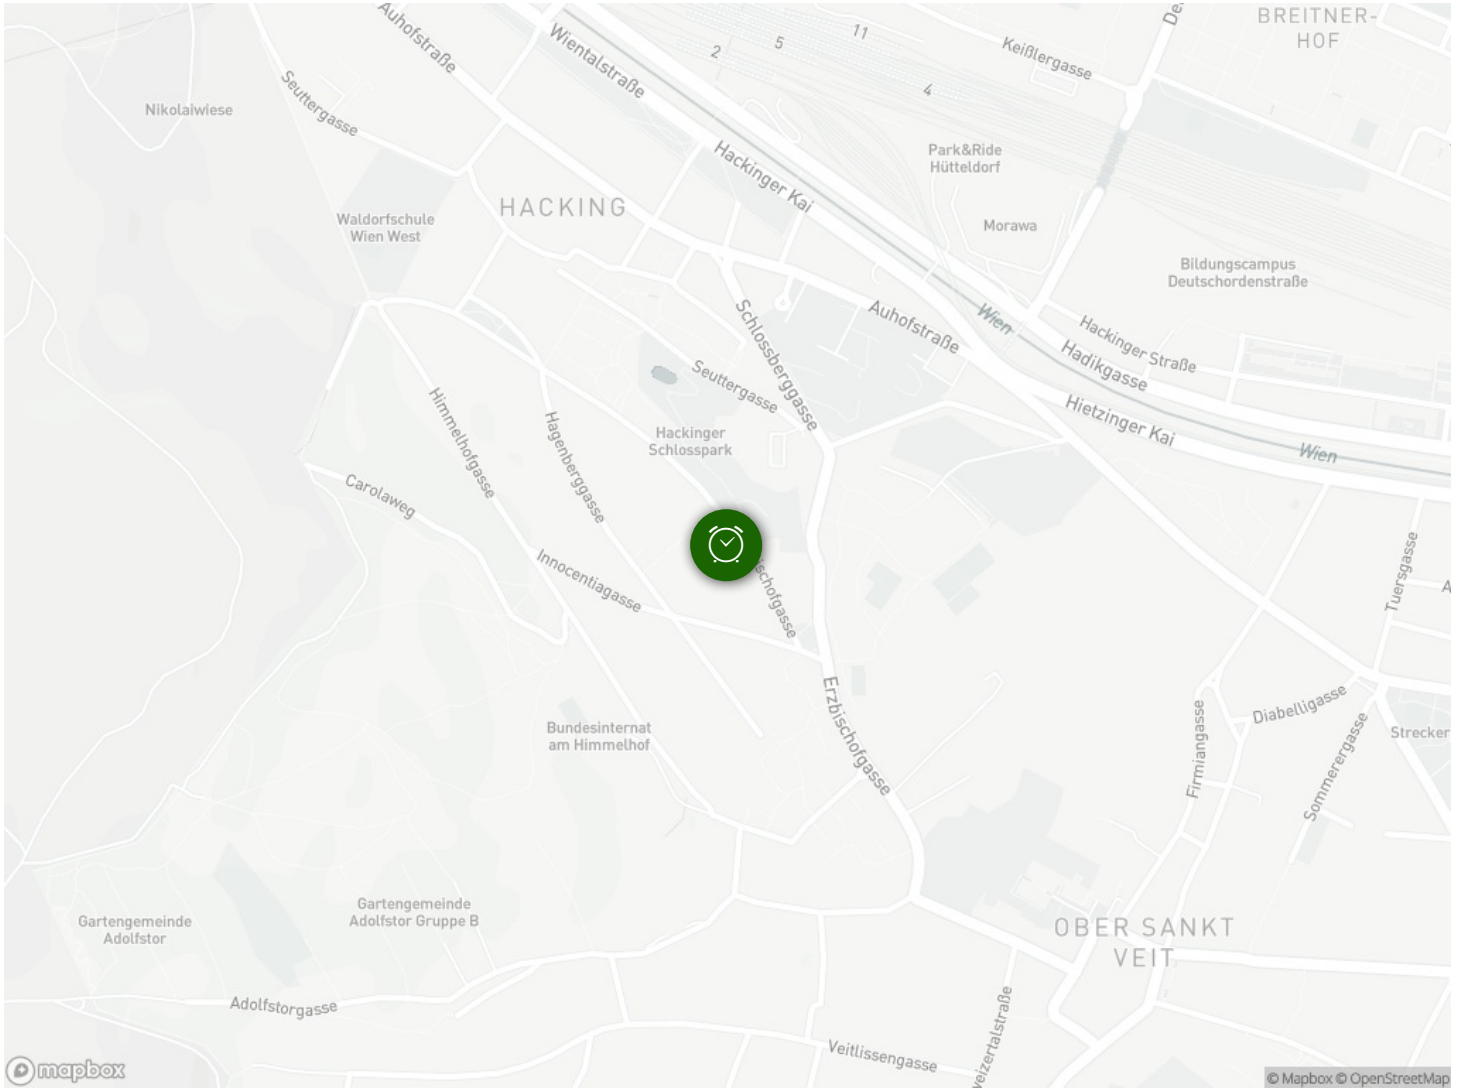 BREITNER-
HOF
Auhofstraße
Wientalstraße
2
5
11
4
Keißlergasse
Nikolaiwiese
Seuttergasse
Park&Ride
Hütteldorf
Hackinger Kai
HACKING
Waldorfschule
Wien West
Morawa
Bildungscampus
Deutschordenstraße
Schlossberggasse
Auhofstraße
Wien
Hackinger Straße
Hadikgasse
Seuttergasse
Himmelhofgasse
Hagenberggasse
Hackinger
Schlosspark
Hietzinger Kai
Wien
Carolaweg
Innocentiagasse
ischofgasse
Tuersgasse
A
Erzbischofgasse
Bundesinternat
am Himmelhof
Firmiangasse
Diabelligasse
Sommerergasse
Strecker
Gartengemeinde
Adolfstor
Gartengemeinde
Adolfstor Gruppe B
OBER SANKT
VEIT
Adolfstorgasse
eizertalstraße
Veitlissengasse
mapbox
© Mapbox © OpenStreetMap